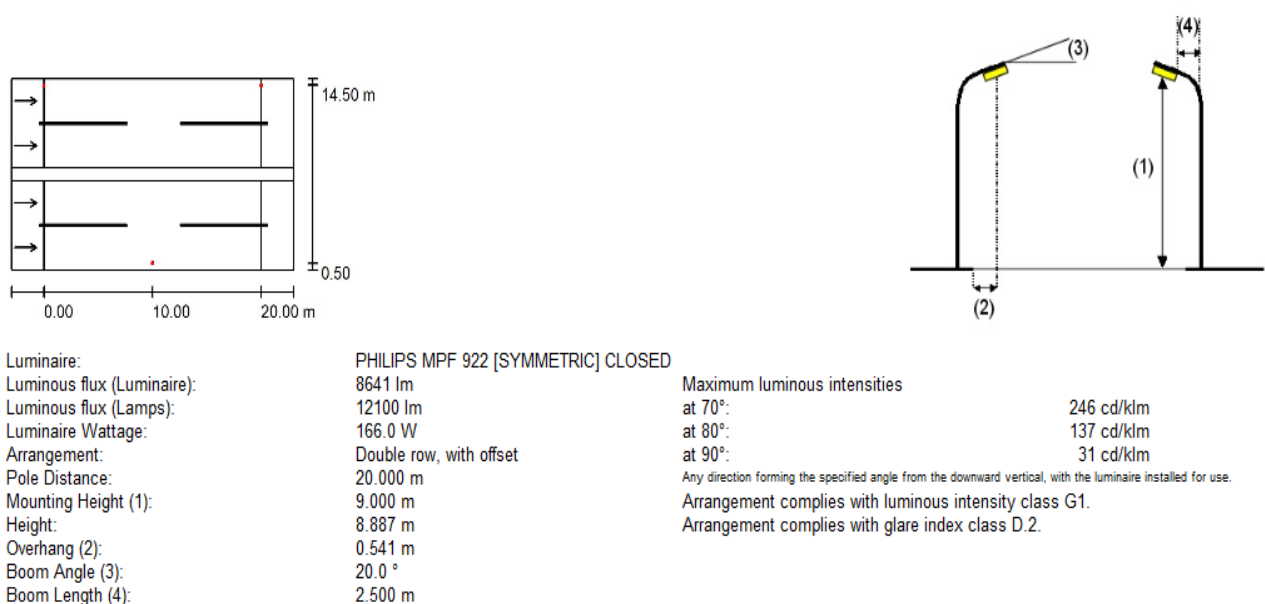 14.50 m
0.50
0.00 10.00 20.00 m
(4)
(3)
(1)
(2)
Luminaire: PHILIPS MPF 922 [SYMMETRIC] CLOSED
Luminous flux (Luminaire): 8641 lm
Luminous flux (Lamps): 12100 lm
Luminaire Wattage: 166.0 W
Arrangement: Double row, with offset
Pole Distance: 20.000 m
Mounting Height (1): 9.000 m
Height: 8.887 m
Overhang (2): 0.541 m
Boom Angle (3): 20.0 °
Boom Length (4): 2.500 m
Maximum luminous intensities
at 70°: 246 cd/klm
at 80°: 137 cd/klm
at 90°: 31 cd/klm
Any direction forming the specified angle from the downward vertical, with the luminaire installed for use.
Arrangement complies with luminous intensity class G1.
Arrangement complies with glare index class D.2.